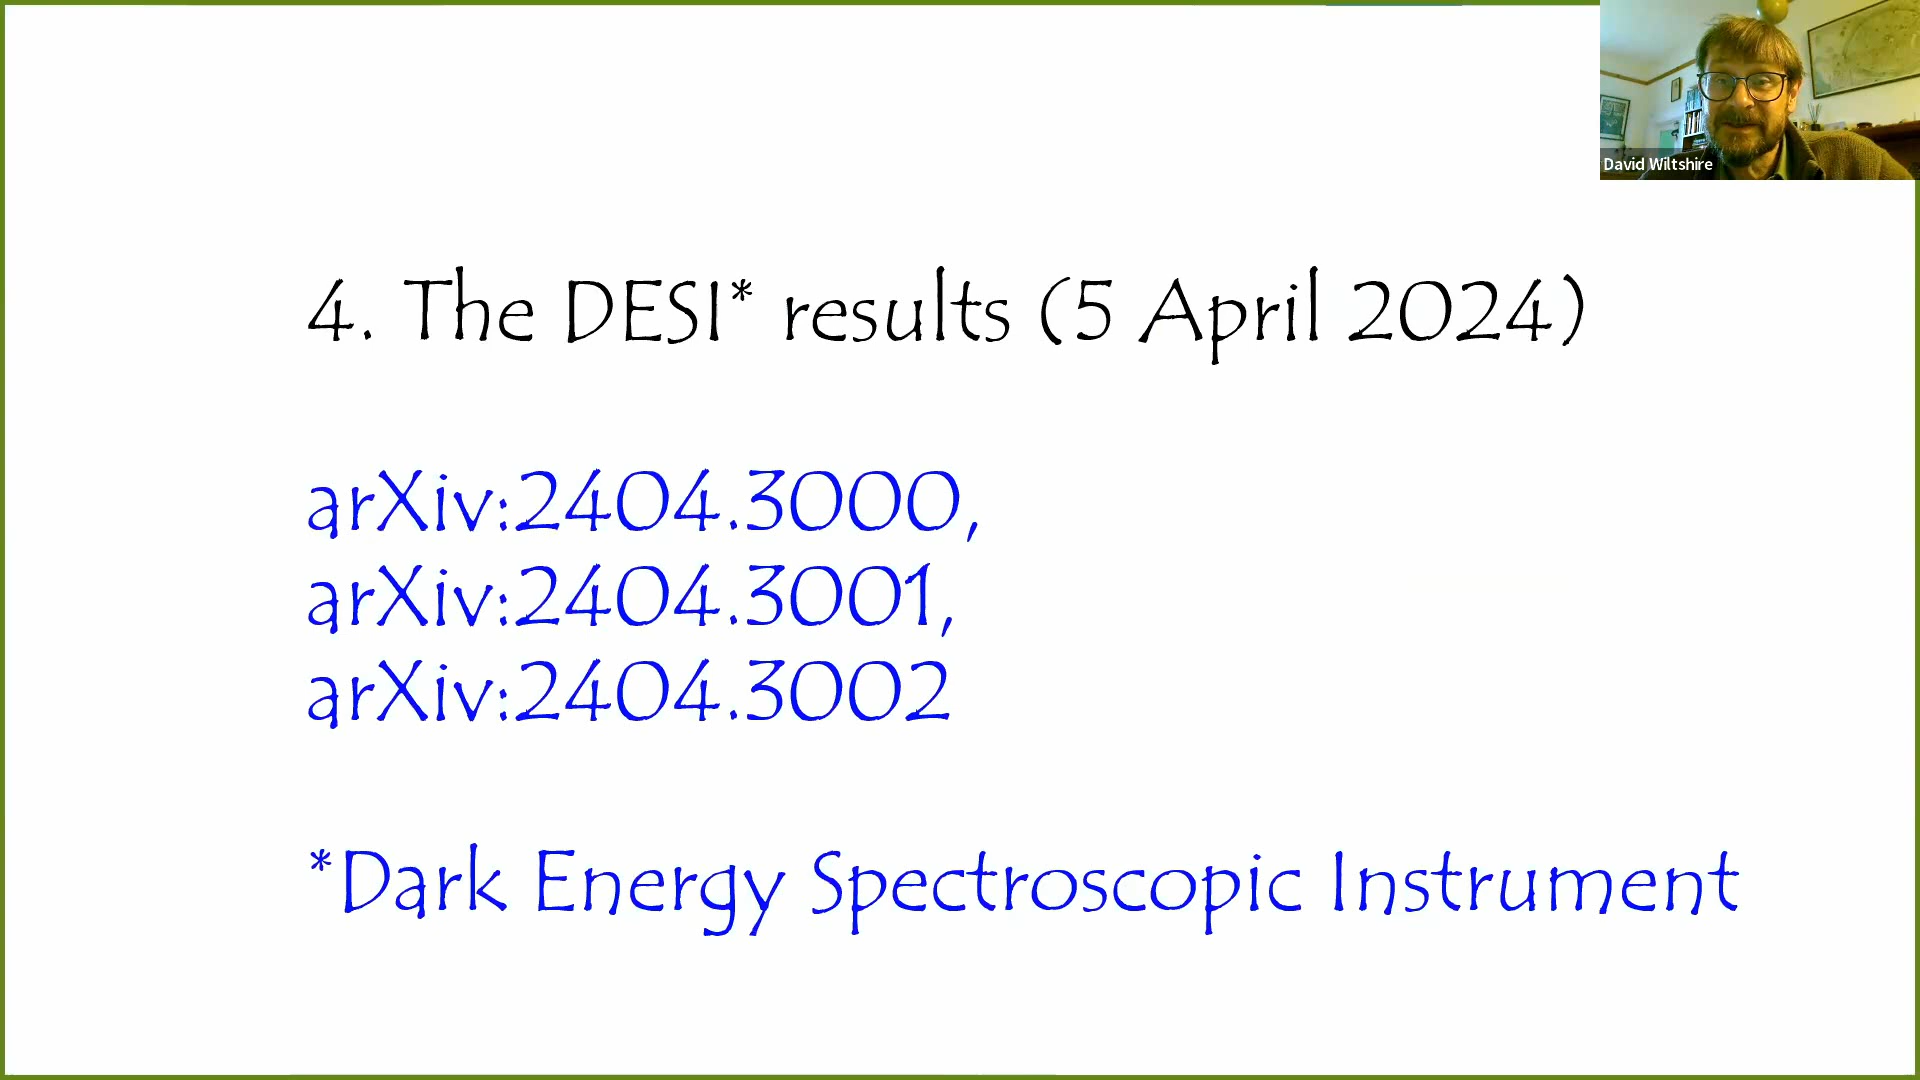 David Wiltshire
4. The DESI* results (5 April 2024)
arXiv:2404.3000,
arXiv:2404.3001,
arXiv:2404.3002
*Dark Energy Spectroscopic Instrument